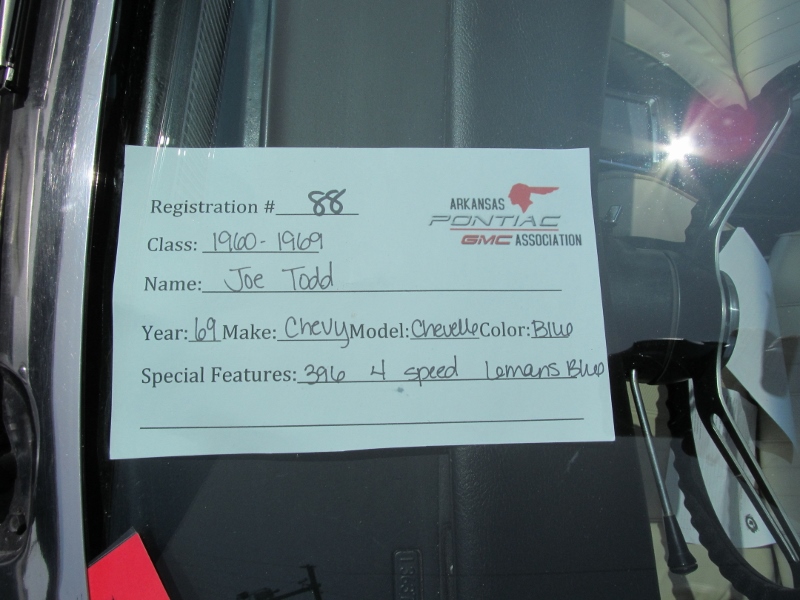 Registration # 88
ARKANSAS
PONTIAC
GMC ASSOCIATION
Class: 1960-1969
Name: Joe Todd
Year: 69 Make: Chevy Model: Chevelle Color: Blue
Special Features: 396 4 speed Lemans Blue